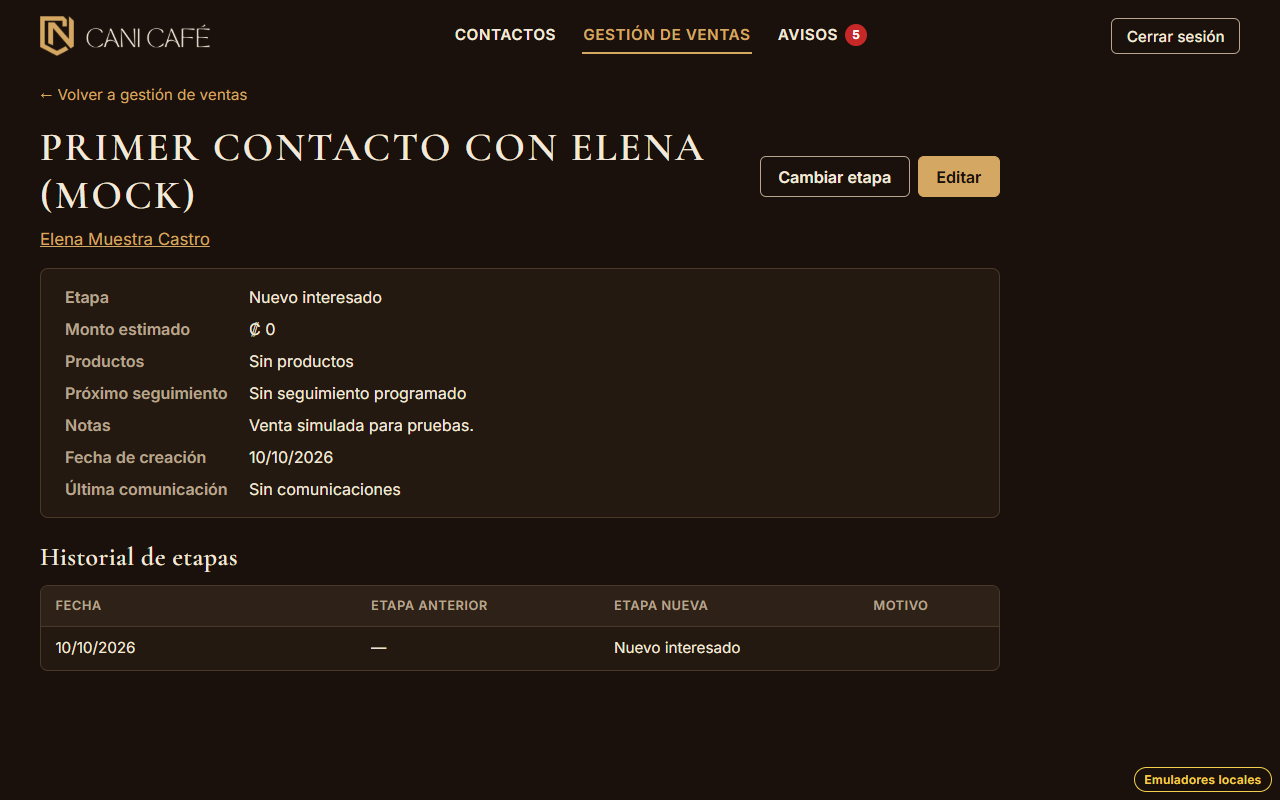 CANI CAFÉ
CONTACTOS
GESTIÓN DE VENTAS
AVISOS 5
Cerrar sesión
← Volver a gestión de ventas
PRIMER CONTACTO CON ELENA
(MOCK)
Cambiar etapa
Editar
Elena Muestra Castro
Etapa Nuevo interesado
Monto estimado ₡ 0
Productos Sin productos
Próximo seguimiento Sin seguimiento programado
Notas Venta simulada para pruebas.
Fecha de creación 10/10/2026
Última comunicación Sin comunicaciones
Historial de etapas
FECHA ETAPA ANTERIOR ETAPA NUEVA MOTIVO
10/10/2026 — Nuevo interesado
Emuladores locales